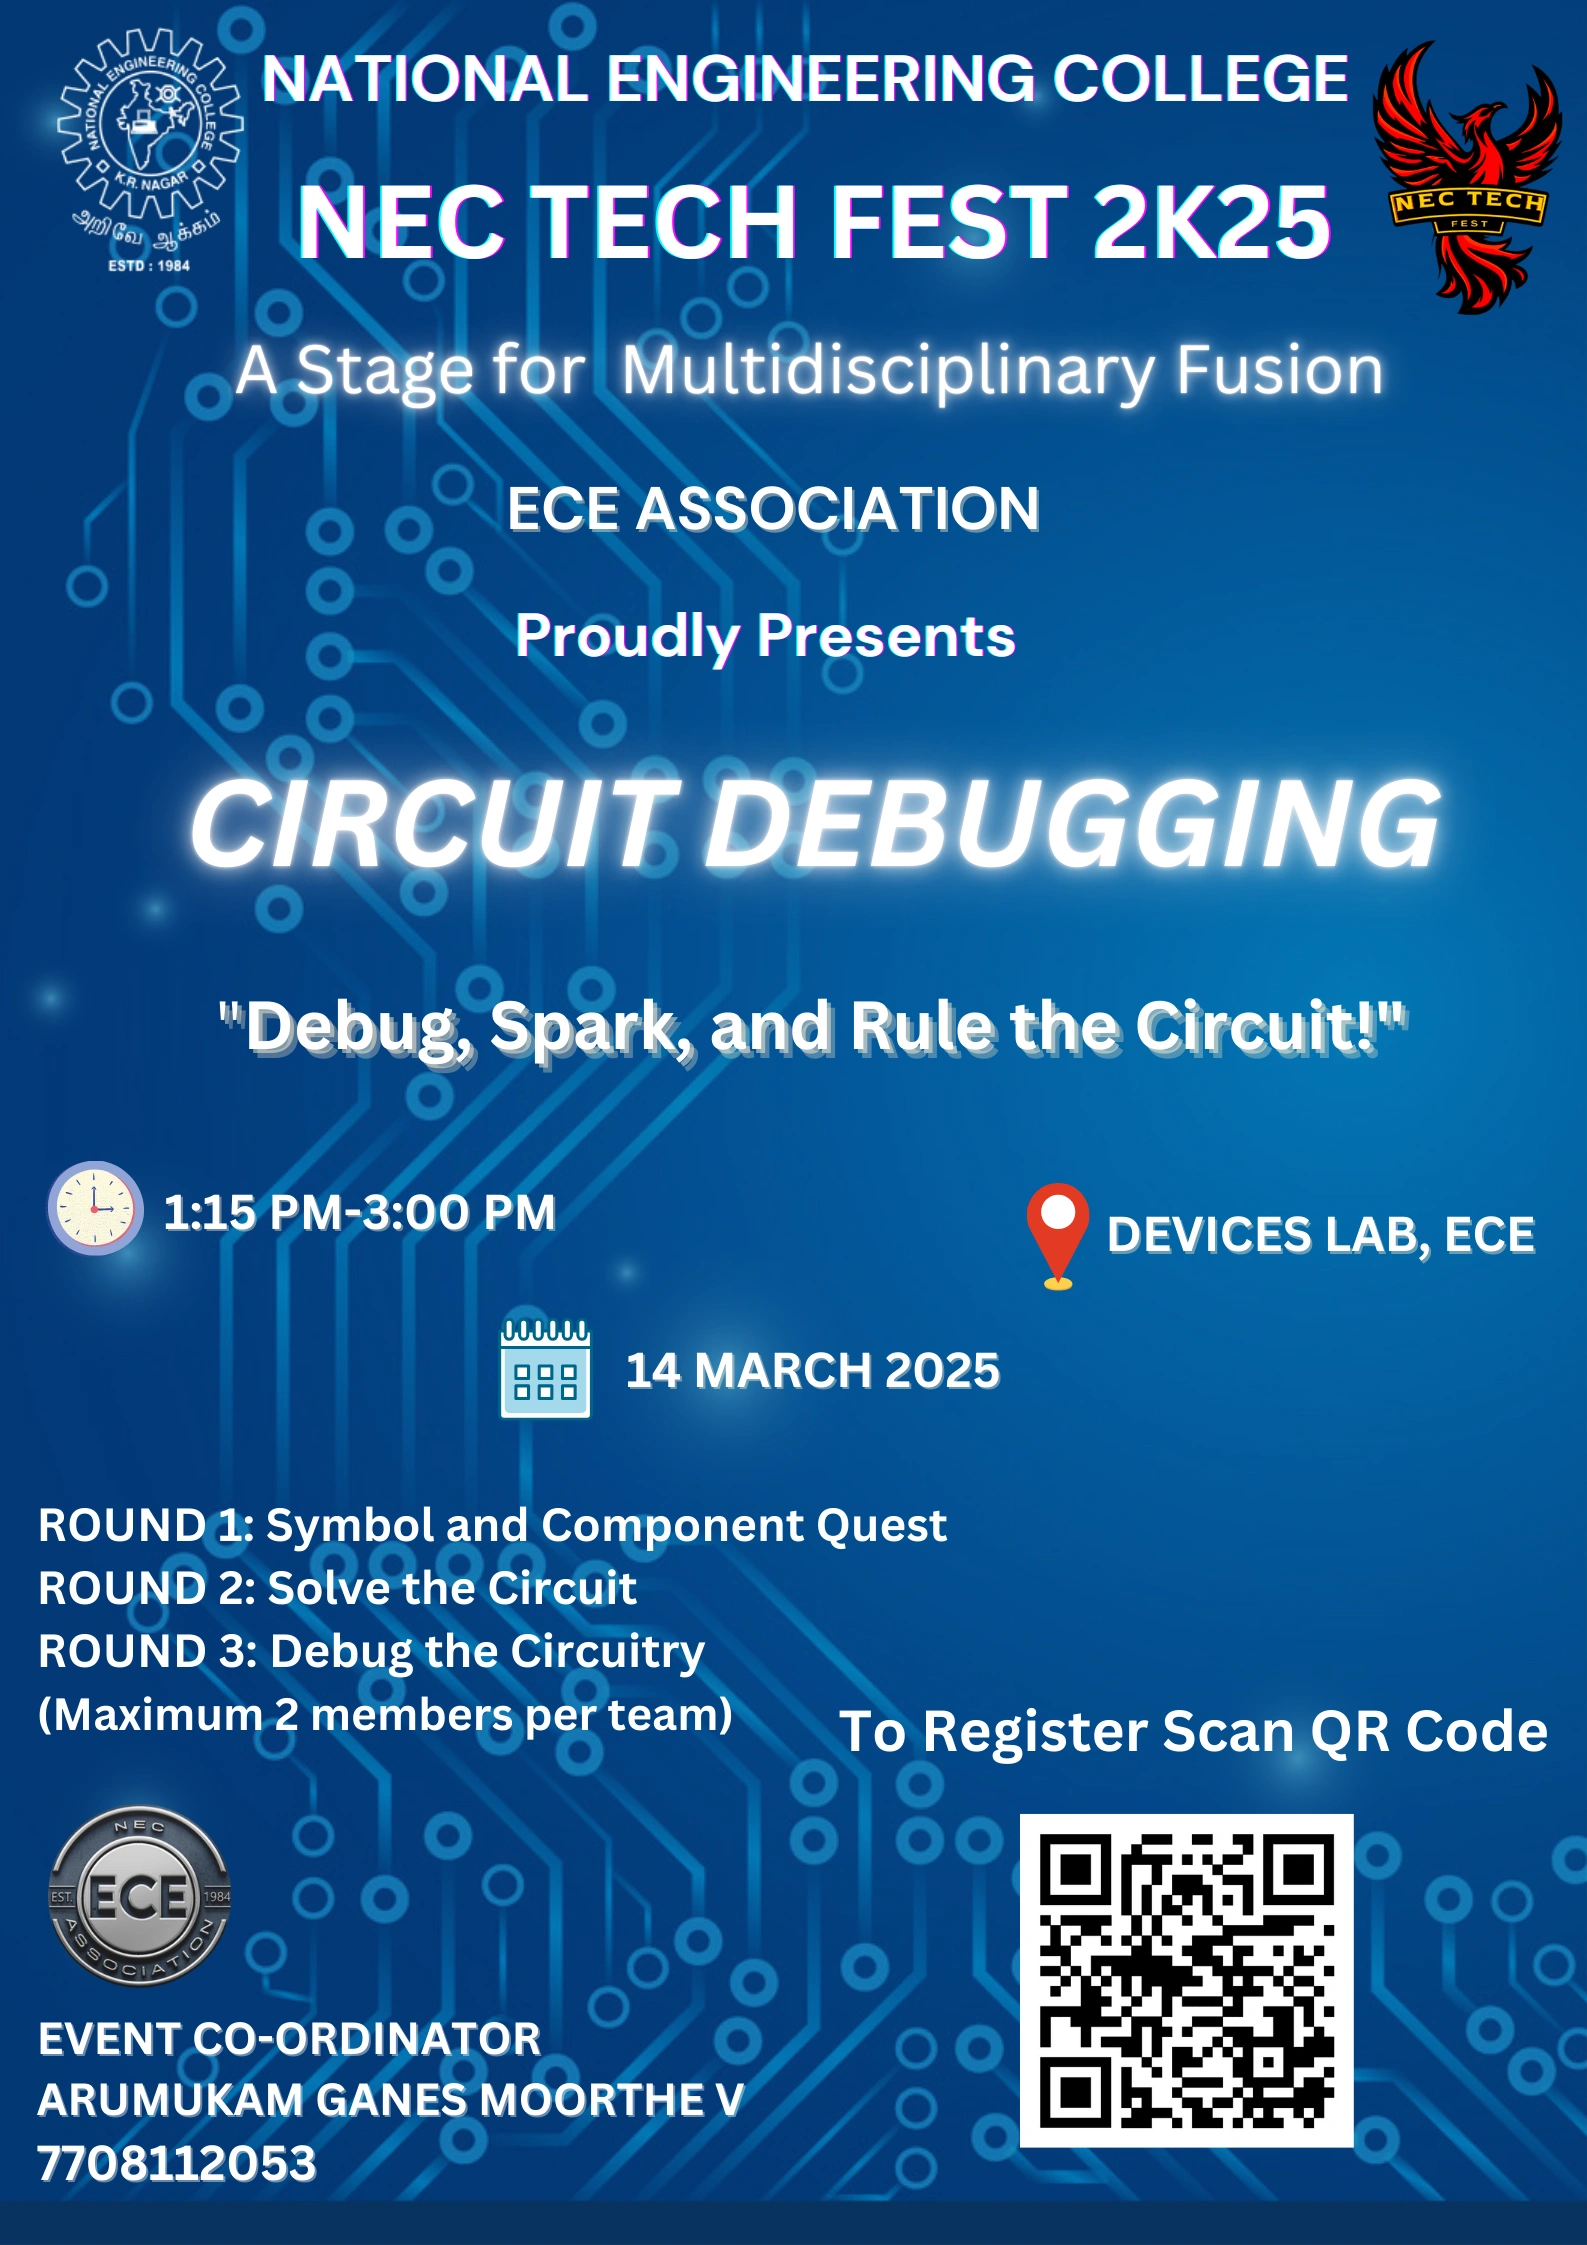 NATIONAL ENGINEERING COLLEGE
K.R. NAGAR
அறிவே ஆக்கம்
ESTD : 1984
NATIONAL ENGINEERING COLLEGE
NEC TECH FEST 2K25
NEC TECH
FEST
A Stage for Multidisciplinary Fusion
ECE ASSOCIATION
Proudly Presents
CIRCUIT DEBUGGING
"Debug, Spark, and Rule the Circuit!"
1:15 PM-3:00 PM
DEVICES LAB, ECE
14 MARCH 2025
ROUND 1: Symbol and Component Quest
ROUND 2: Solve the Circuit
ROUND 3: Debug the Circuitry
(Maximum 2 members per team)
To Register Scan QR Code
NEC
EST. ECE 1984
ASSOCIATION
EVENT CO-ORDINATOR
ARUMUKAM GANES MOORTHE V
7708112053